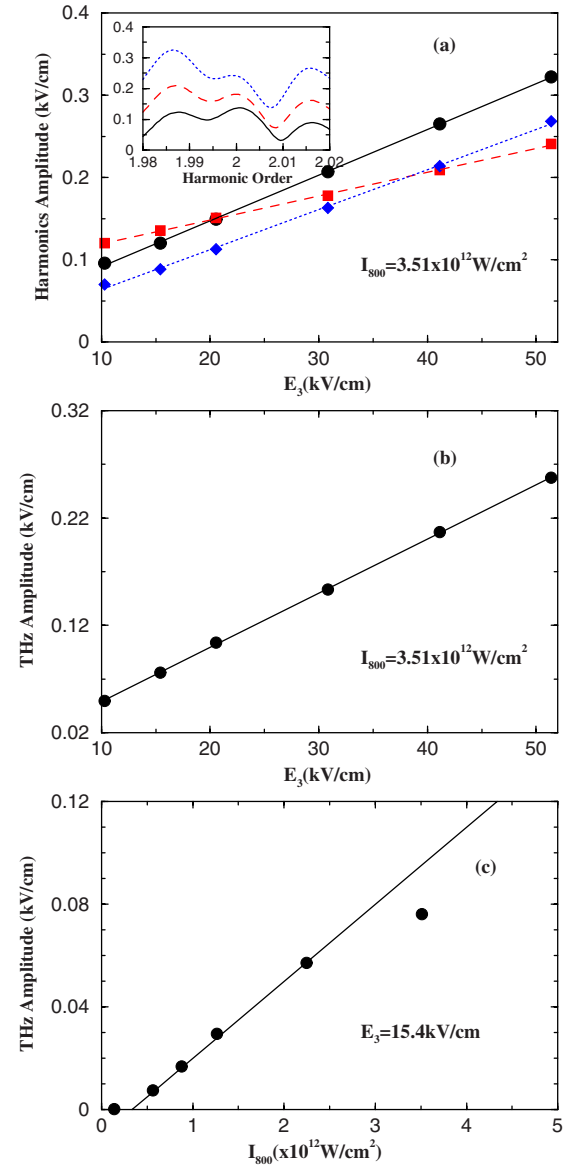 (a)
0.4
0.3
0.2
0.1
0
1.98 1.99 2 2.01 2.02
Harmonic Order
Harmonics Amplitude (kV/cm)
0.4
0.3
0.2
0.1
0
I800=3.51x10^12W/cm^2
10 20 30 40 50
E3(kV/cm)
(b)
THz Amplitude (kV/cm)
0.32
0.22
0.12
0.02
I800=3.51x10^12W/cm^2
10 20 30 40 50
E3(kV/cm)
(c)
THz Amplitude (kV/cm)
0.12
0.08
0.04
0
E3=15.4kV/cm
0 1 2 3 4 5
I800(x10^12W/cm^2)